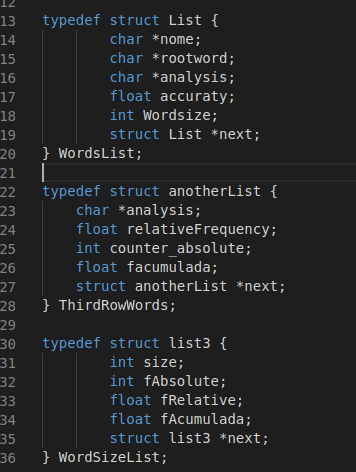 12
13 typedef struct List {
14 char *nome;
15 char *rootword;
16 char *analysis;
17 float accuraty;
18 int Wordsize;
19 struct List *next;
20 } WordsList;
21
22 typedef struct anotherList {
23 char *analysis;
24 float relativeFrequency;
25 int counter_absolute;
26 float facumulada;
27 struct anotherList *next;
28 } ThirdRowWords;
29
30 typedef struct list3 {
31 int size;
32 int fAbsolute;
33 float fRelative;
34 float fAcumulada;
35 struct list3 *next;
36 } WordSizeList;